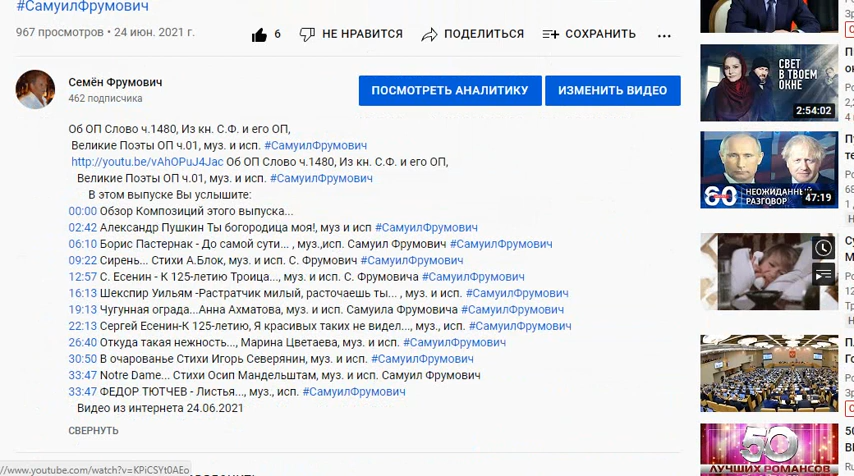 #СамуилФрумович
967 просмотров • 24 июн. 2021 г.
6
НЕ НРАВИТСЯ
ПОДЕЛИТЬСЯ
СОХРАНИТЬ
Семён Фрумович
462 подписчика
ПОСМОТРЕТЬ АНАЛИТИКУ
ИЗМЕНИТЬ ВИДЕО
Об ОП Слово ч.1480, Из кн. С.Ф. и его ОП,
Великие Поэты ОП ч.01, муз. и исп. #СамуилФрумович
http://youtu.be/vAhOPuJ4Jac Об ОП Слово ч.1480, Из кн. С.Ф. и его ОП,
Великие Поэты ОП ч.01, муз. и исп. #СамуилФрумович
В этом выпуске Вы услышите:
00:00 Обзор Композиций этого выпуска...
02:42 Александр Пушкин Ты богородица моя!, муз и исп #СамуилФрумович
06:10 Борис Пастернак - До самой сути... , муз.,исп. Самуил Фрумович #СамуилФрумович
09:22 Сирень... Стихи А.Блок, муз. и исп. С. Фрумович #СамуилФрумович
12:57 С. Есенин - К 125-летию Троица..., муз. и исп. С. Фрумовича #СамуилФрумович
16:13 Шекспир Уильям -Растратчик милый, расточаешь ты... , муз. и исп. #СамуилФрумович
19:13 Чугунная ограда...Анна Ахматова, муз. и исп. Самуила Фрумовича #СамуилФрумович
22:13 Сергей Есенин-К 125-летию, Я красивых таких не видел..., муз., исп. #СамуилФрумович
26:40 Откуда такая нежность..., Марина Цветаева, муз. и исп. #СамуилФрумович
30:50 В очарованье Стихи Игорь Северянин, муз. и исп. #СамуилФрумович
33:47 Notre Dame... Стихи Осип Мандельштам, муз. и исп. Самуил Фрумович
33:47 ФЕДОР ТЮТЧЕВ - Листья..., муз., исп. #СамуилФрумович
Видео из интернета 24.06.2021
СВЕРНУТЬ
/www.youtube.com/watch?v=KPiCSYt0AEo
СВЕТ
В ТВОЕМ
ОКНЕ
2:54:02
60
НЕОЖИДАННЫЙ
РАЗГОВОР
47:19
50
ЛУЧШИХ РОМАНСОВ